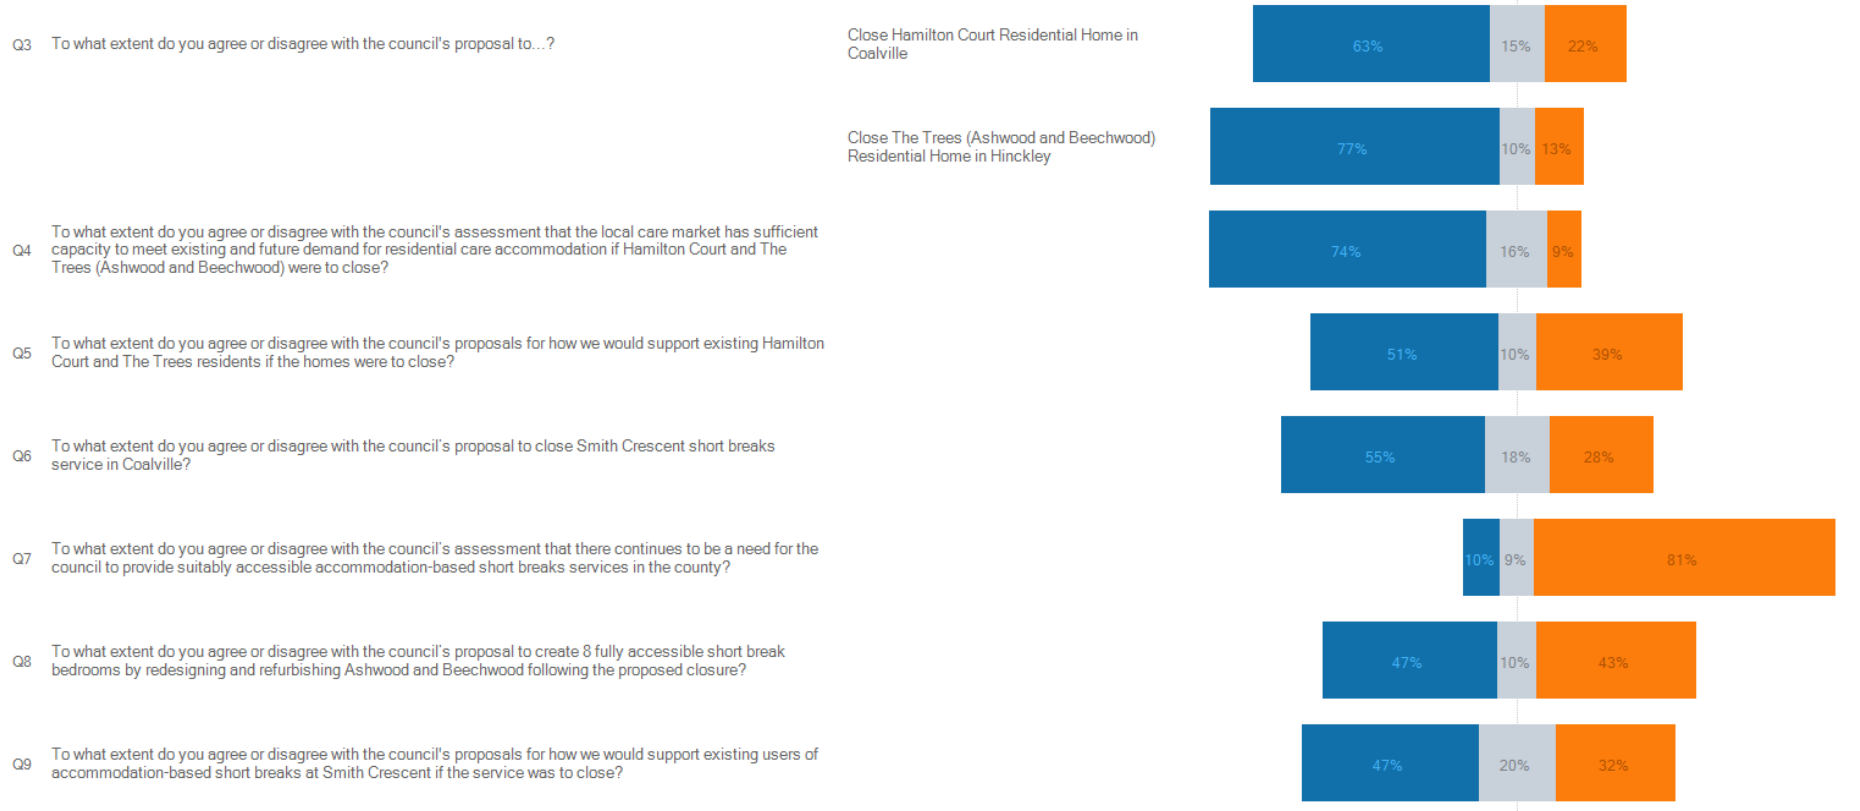 Q3 To what extent do you agree or disagree with the council's proposal to...?
Close Hamilton Court Residential Home in
Coalville
63% 15% 22%
Close The Trees (Ashwood and Beechwood)
Residential Home in Hinckley
77% 10% 13%
Q4 To what extent do you agree or disagree with the council's assessment that the local care market has sufficient
capacity to meet existing and future demand for residential care accommodation if Hamilton Court and The
Trees (Ashwood and Beechwood) were to close?
74% 16% 9%
Q5 To what extent do you agree or disagree with the council's proposals for how we would support existing Hamilton
Court and The Trees residents if the homes were to close?
51% 10% 39%
Q6 To what extent do you agree or disagree with the council's proposal to close Smith Crescent short breaks
service in Coalville?
55% 18% 28%
Q7 To what extent do you agree or disagree with the council's assessment that there continues to be a need for the
council to provide suitably accessible accommodation-based short breaks services in the county?
10% 9% 81%
Q8 To what extent do you agree or disagree with the council's proposal to create 8 fully accessible short break
bedrooms by redesigning and refurbishing Ashwood and Beechwood following the proposed closure?
47% 10% 43%
Q9 To what extent do you agree or disagree with the council's proposals for how we would support existing users of
accommodation-based short breaks at Smith Crescent if the service was to close?
47% 20% 32%